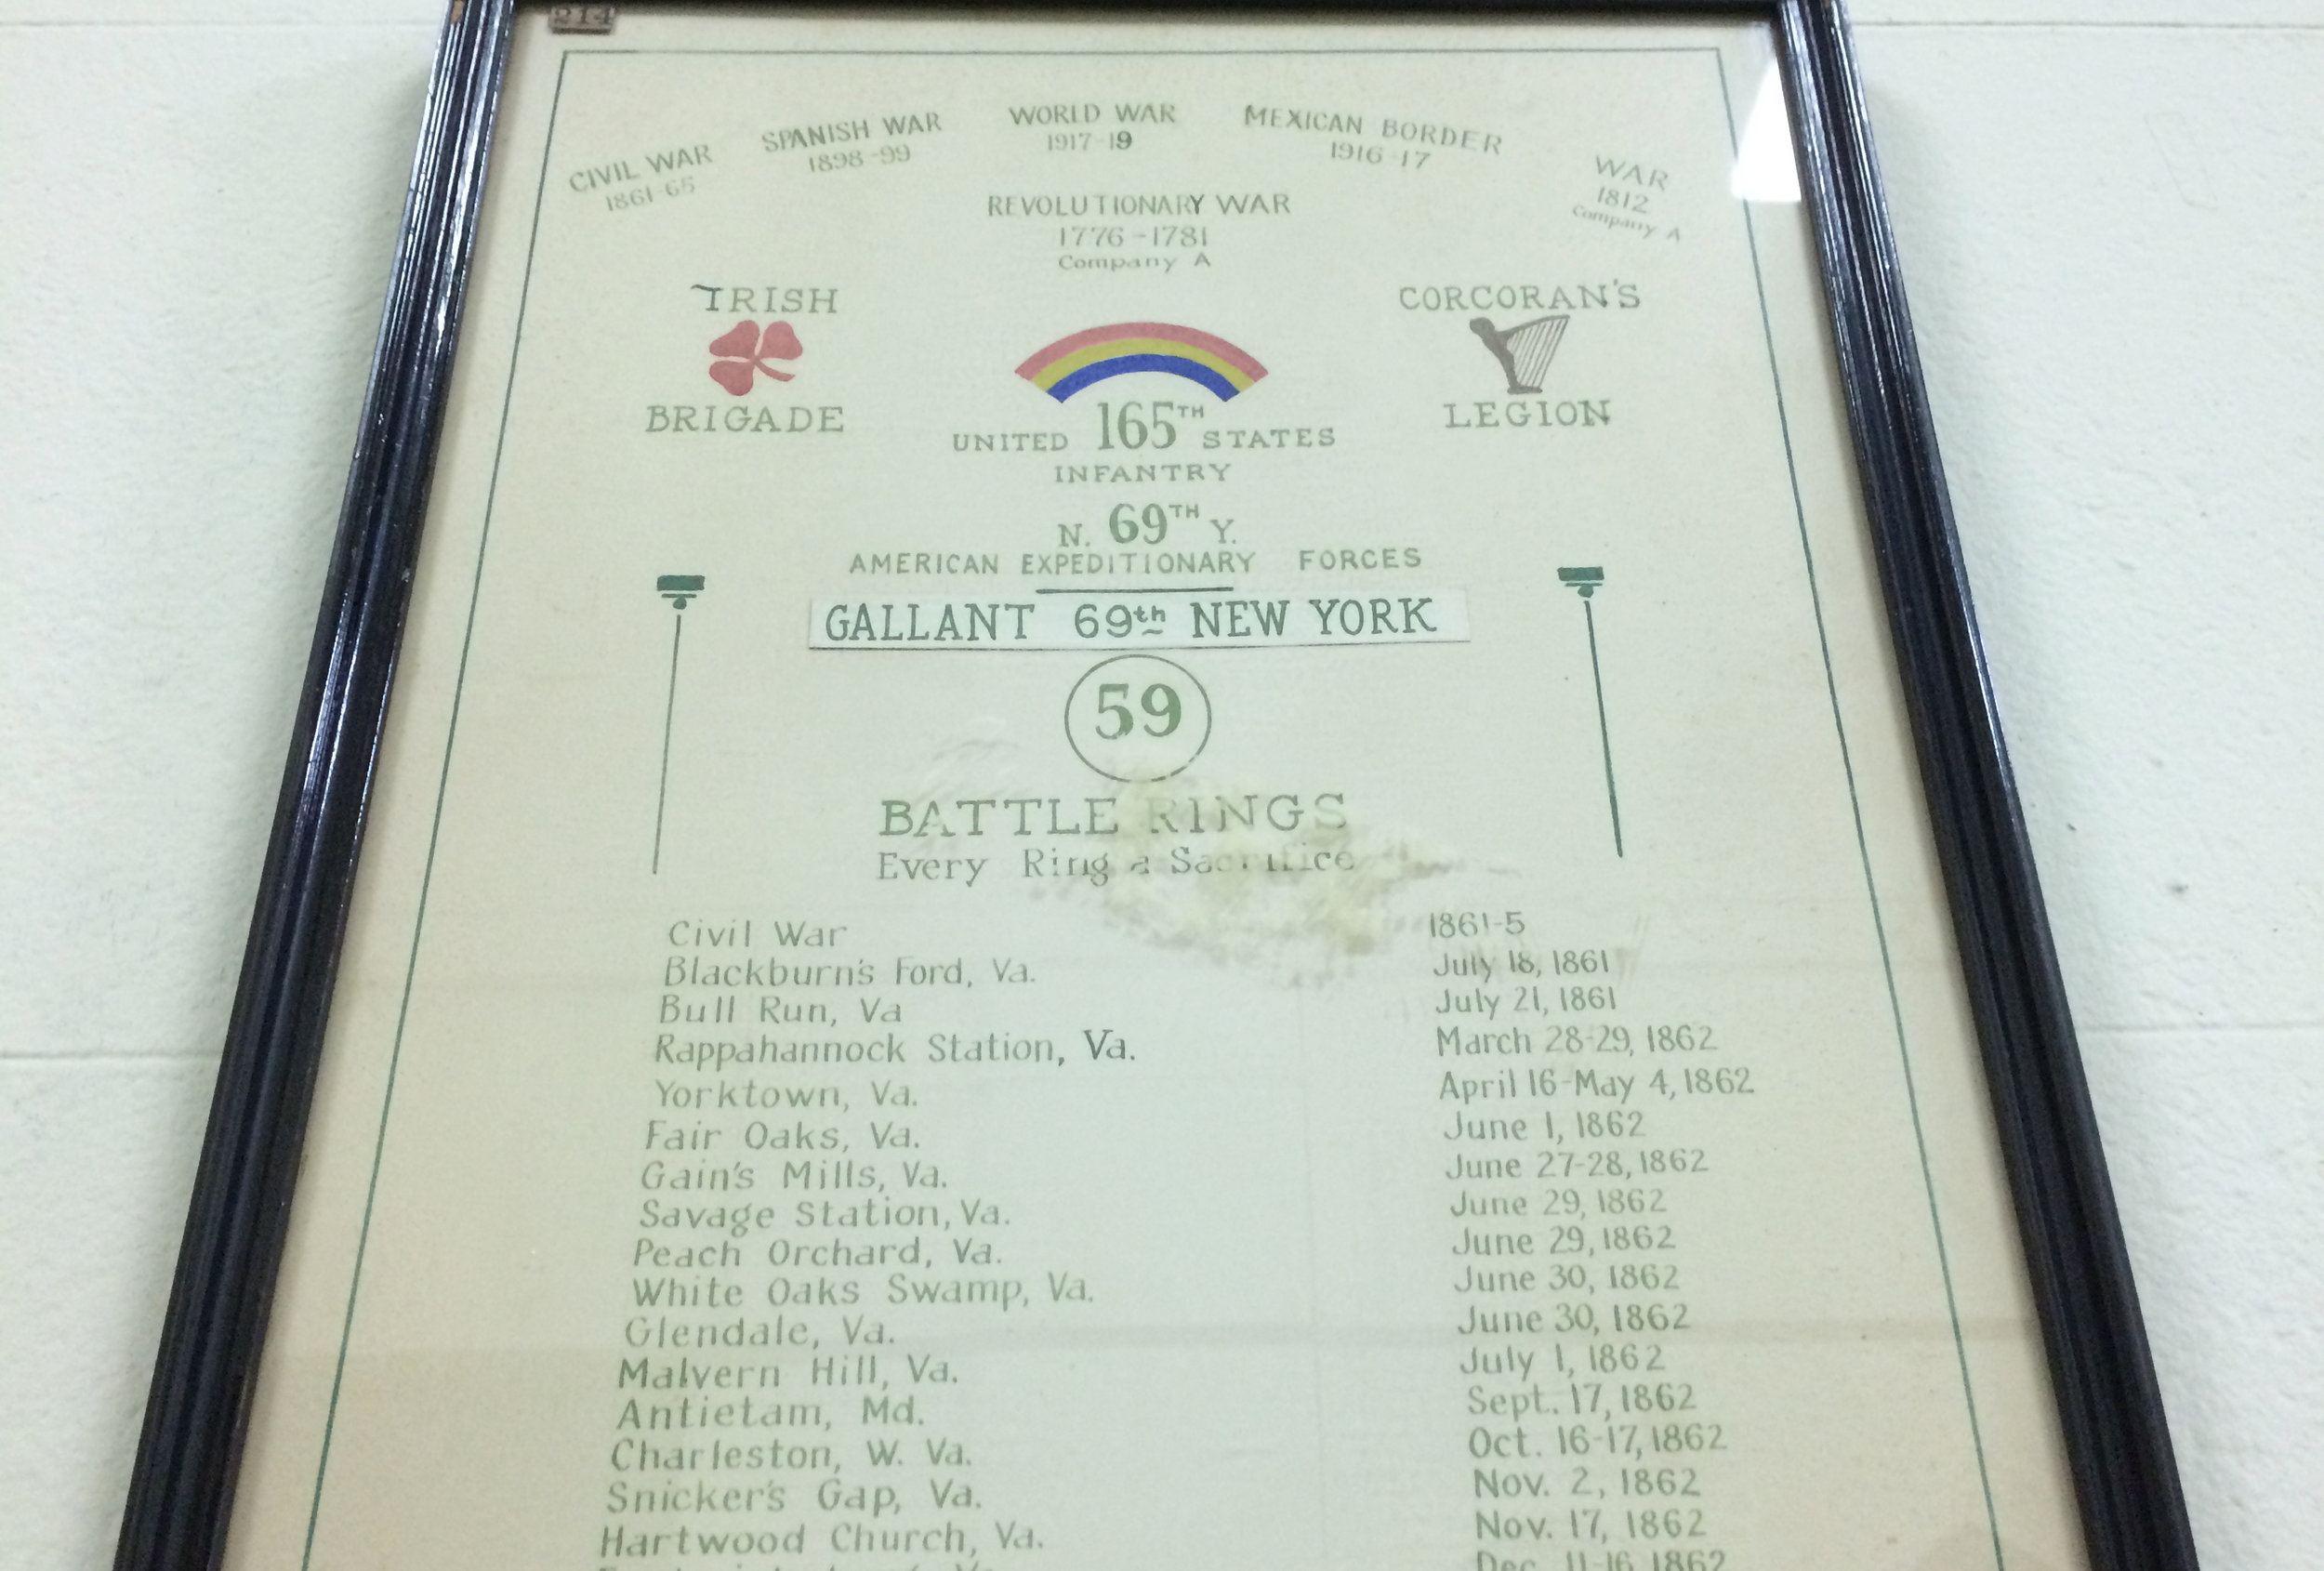 214
CIVIL WAR
1861-65
SPANISH WAR
1898-99
WORLD WAR
1917-19
MEXICAN BORDER
1916-17
WAR
1812
Company A
REVOLUTIONARY WAR
1776-1781
Company A
IRISH
BRIGADE
CORCORAN'S
LEGION
UNITED 165TH STATES
INFANTRY
N. 69TH Y.
AMERICAN EXPEDITIONARY FORCES
GALLANT 69th NEW YORK
59
BATTLE RINGS
Every Ring a Sacrifice
Civil War 1861-5
Blackburn's Ford, Va. July 18, 1861
Bull Run, Va July 21, 1861
Rappahannock Station, Va. March 28-29, 1862
Yorktown, Va. April 16-May 4, 1862
Fair Oaks, Va. June 1, 1862
Gain's Mills, Va. June 27-28, 1862
Savage Station, Va. June 29, 1862
Peach Orchard, Va. June 29, 1862
White Oaks Swamp, Va. June 30, 1862
Glendale, Va. June 30, 1862
Malvern Hill, Va. July 1, 1862
Antietam, Md. Sept. 17, 1862
Charleston, W. Va. Oct. 16-17, 1862
Snicker's Gap, Va. Nov. 2, 1862
Hartwood Church, Va. Nov. 17, 1862
Dec. 11-16 1862